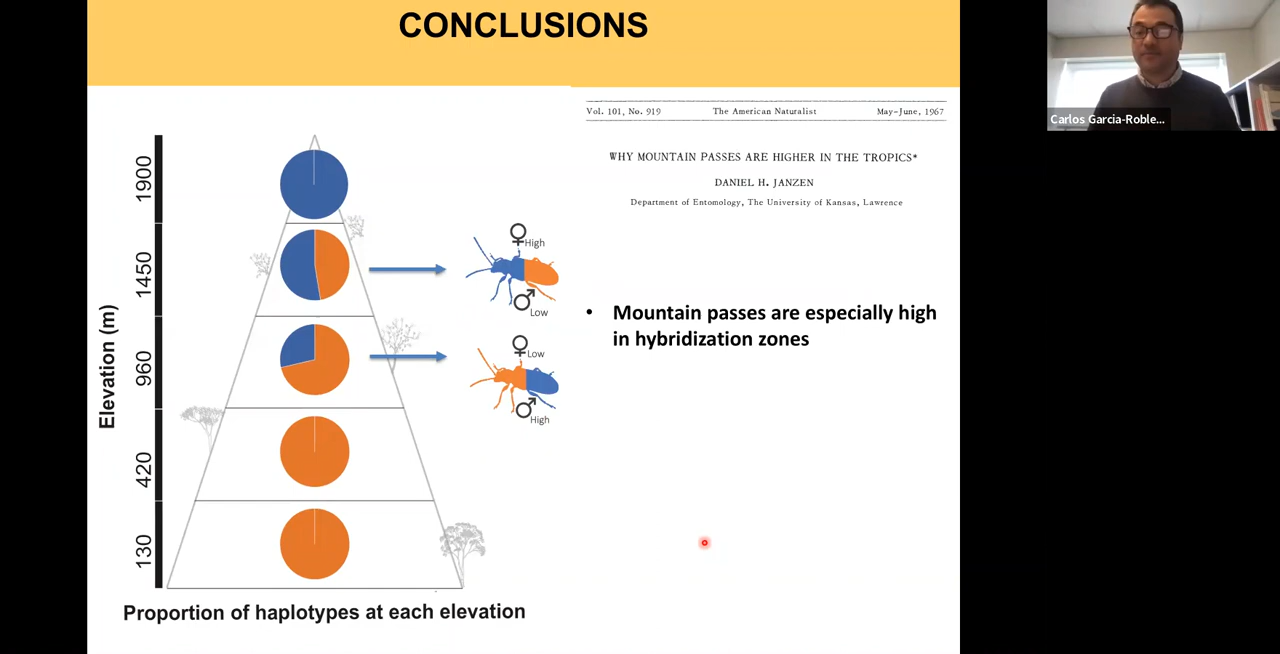 CONCLUSIONS
Carlos Garcia-Roble...
Vol. 101, No. 919 The American Naturalist May-June, 1967
WHY MOUNTAIN PASSES ARE HIGHER IN THE TROPICS*
DANIEL H. JANZEN
Department of Entomology, The University of Kansas, Lawrence
Elevation (m)
1900
1450
960
420
130
♀High
♂Low
♀Low
♂High
• Mountain passes are especially high
in hybridization zones
Proportion of haplotypes at each elevation